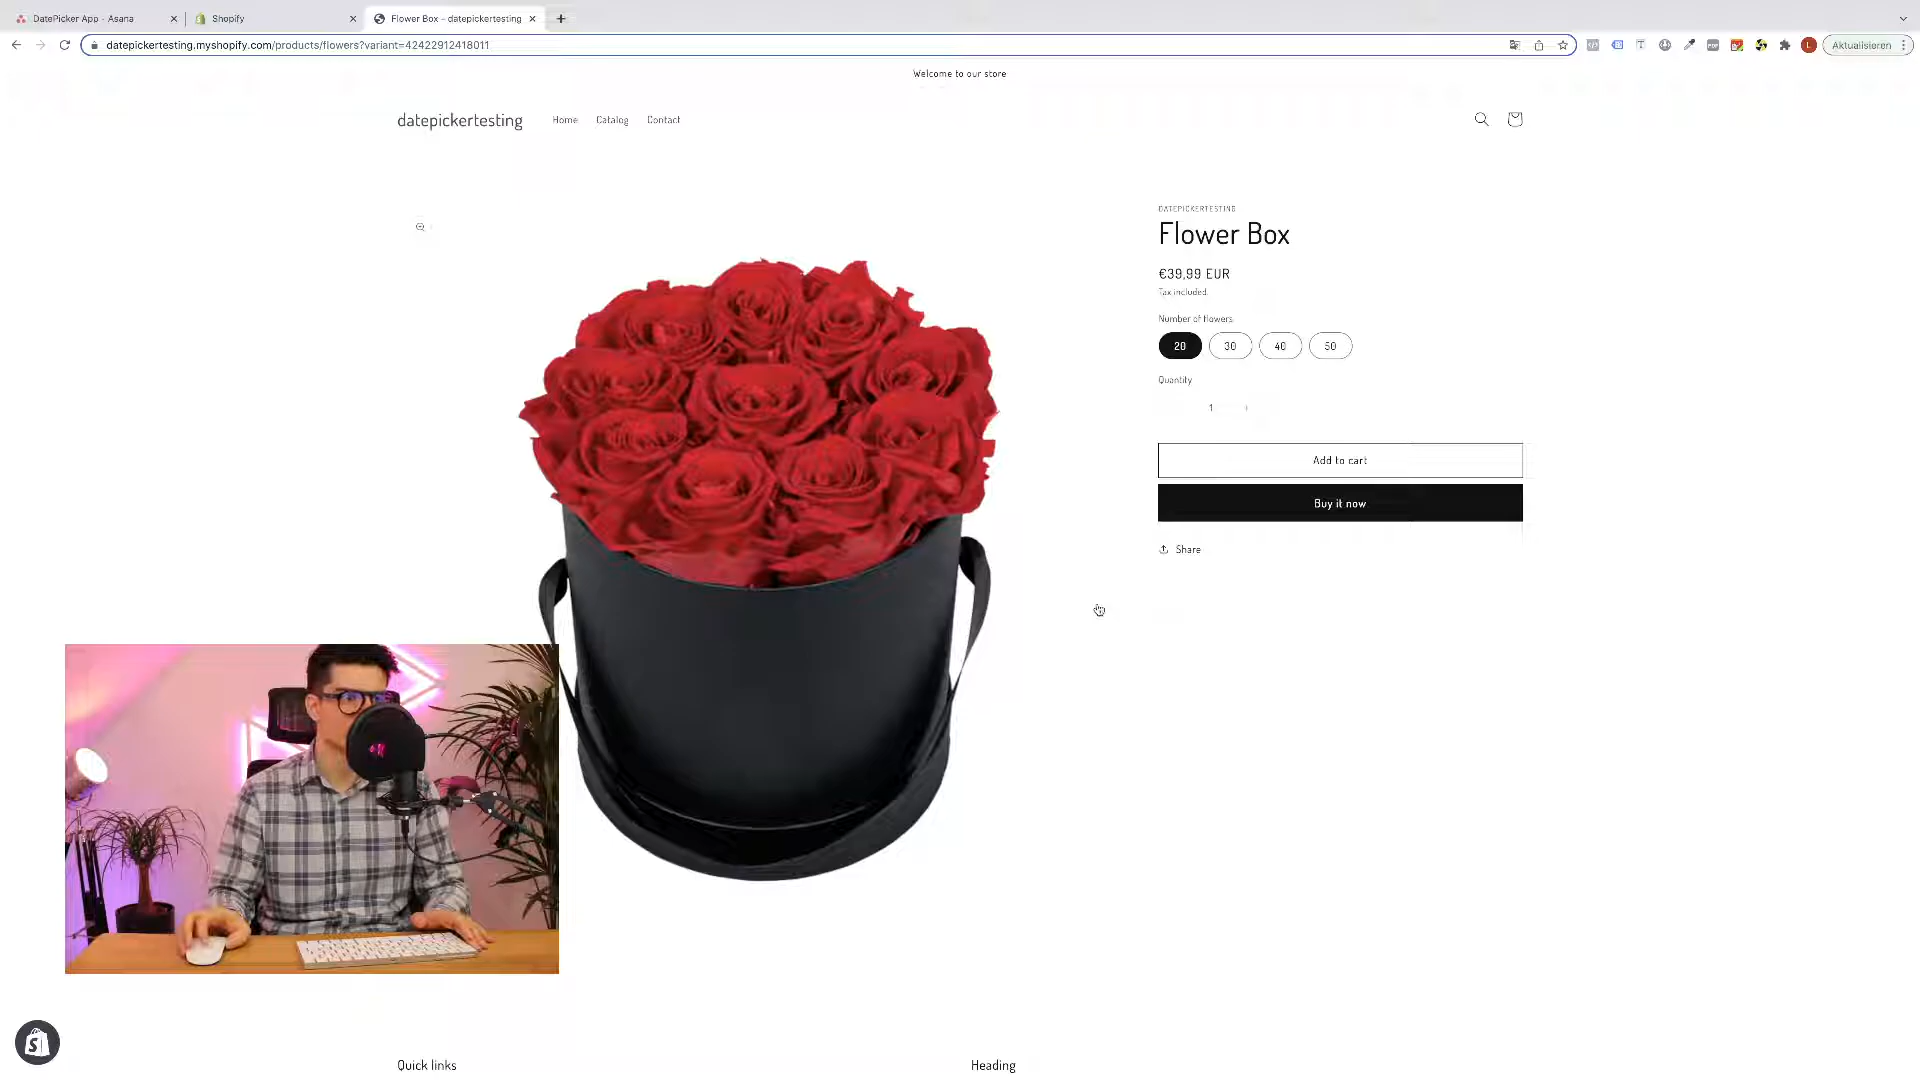 DatePicker App - Asana
Shopify
Flower Box – datepickertesting
datepickertesting.myshopify.com/products/flowers?variant=42422912418011
L
Aktualisieren
Welcome to our store
datepickertesting
Home
Catalog
Contact
DATEPICKERTESTING
Flower Box
€39,99 EUR
Tax included.
Number of flowers
20
30
40
50
Quantity
1
+
Add to cart
Buy it now
Share
Quick links
Heading